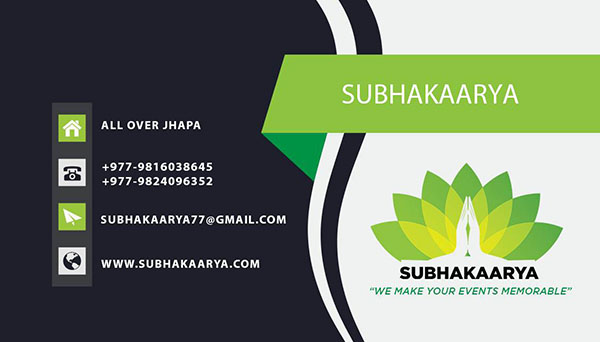 SUBHAKAARYA
ALL OVER JHAPA
+977-9816038645
+977-9824096352
SUBHAKAARYA77@GMAIL.COM
WWW.SUBHAKAARYA.COM
SUBHAKAARYA
“WE MAKE YOUR EVENTS MEMORABLE”